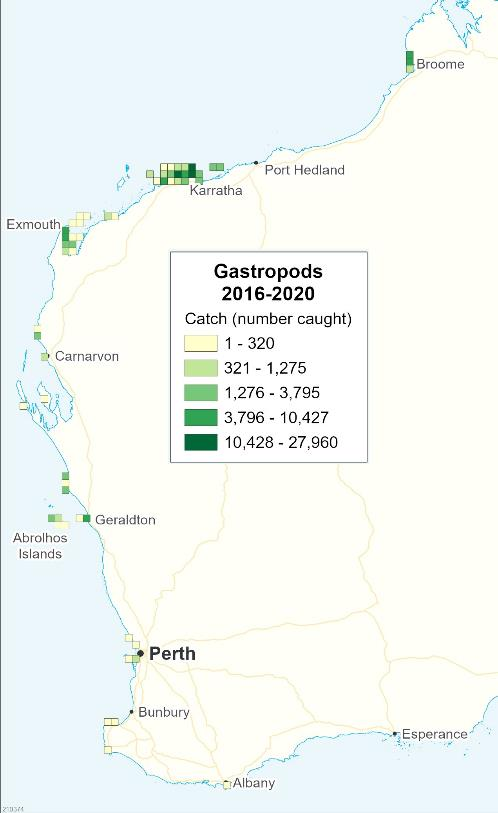 Broome
Port Hedland
Karratha
Exmouth
Gastropods
2016-2020
Catch (number caught)
1 - 320
321 - 1,275
1,276 - 3,795
3,796 - 10,427
10,428 - 27,960
Carnarvon
Geraldton
Abrolhos
Islands
Perth
Bunbury
Esperance
Albany
210374